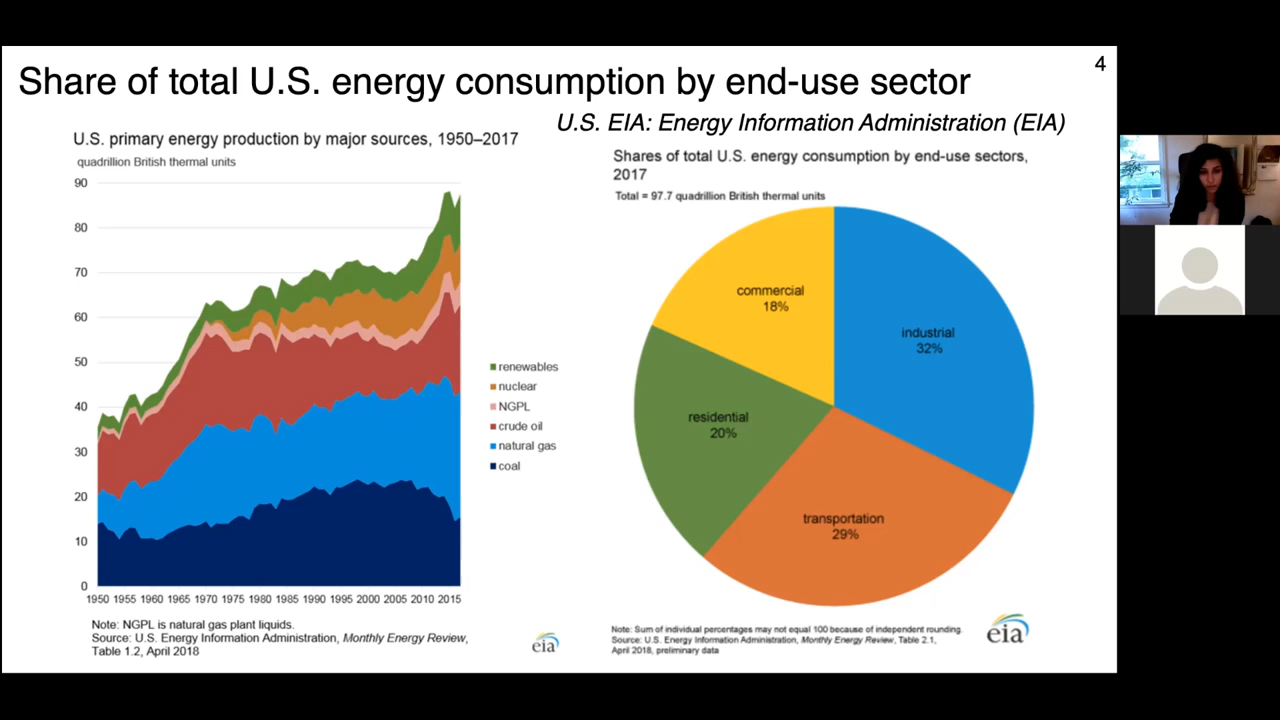 4
Share of total U.S. energy consumption by end-use sector
U.S. EIA: Energy Information Administration (EIA)
U.S. primary energy production by major sources, 1950–2017
quadrillion British thermal units
90
80
70
60
50
40
30
20
10
0
1950 1955 1960 1965 1970 1975 1980 1985 1990 1995 2000 2005 2010 2015
renewables
nuclear
NGPL
crude oil
natural gas
coal
Note: NGPL is natural gas plant liquids.
Source: U.S. Energy Information Administration, Monthly Energy Review,
Table 1.2, April 2018
eia
Shares of total U.S. energy consumption by end-use sectors,
2017
Total = 97.7 quadrillion British thermal units
commercial
18%
industrial
32%
residential
20%
transportation
29%
Note: Sum of individual percentages may not equal 100 because of independent rounding.
Source: U.S. Energy Information Administration, Monthly Energy Review, Table 2.1,
April 2018, preliminary data
eia